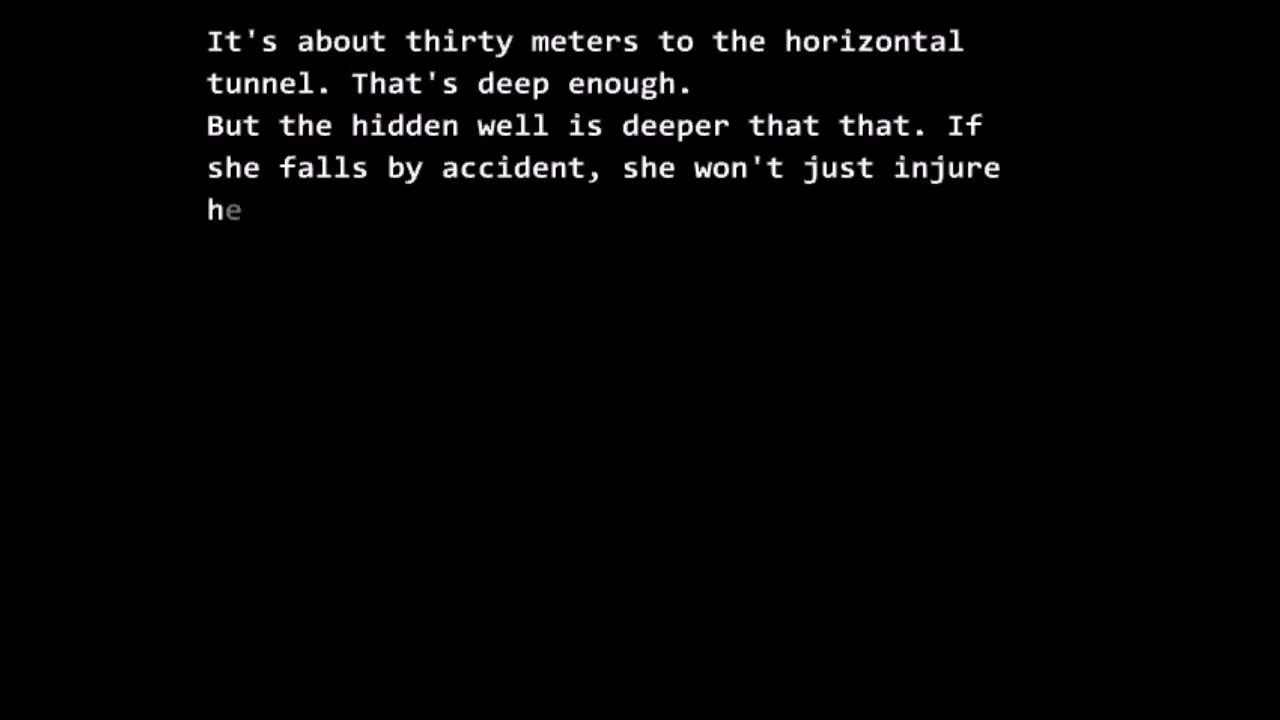 It's about thirty meters to the horizontal
tunnel. That's deep enough.
But the hidden well is deeper that that. If
she falls by accident, she won't just injure
he